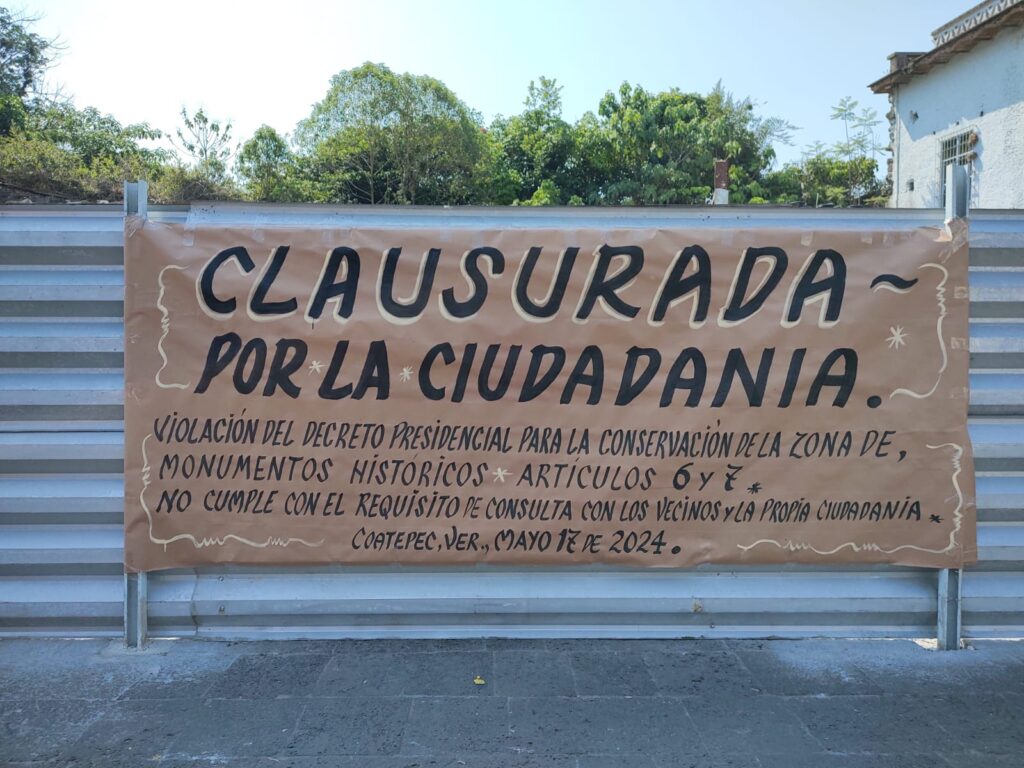 CLAUSURADA~
POR * LA * CIUDADANIA.
VIOLACIÓN DEL DECRETO PRESIDENCIAL PARA LA CONSERVACIÓN DE LA ZONA DE,
MONUMENTOS HISTÓRICOS * ARTICULOS 6 Y 7. *
NO CUMPLE CON EL REQUISITO DE CONSULTA CON LOS VECINOS Y LA PROPIA CIUDADANIA. *
COATEPEC, VER., MAYO 17 DE 2024.